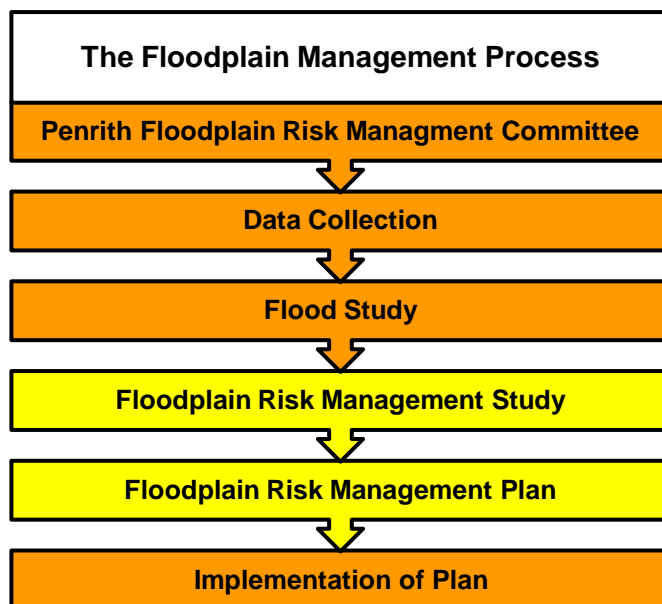 The Floodplain Management Process
Penrith Floodplain Risk Managment Committee
Data Collection
Flood Study
Floodplain Risk Management Study
Floodplain Risk Management Plan
Implementation of Plan